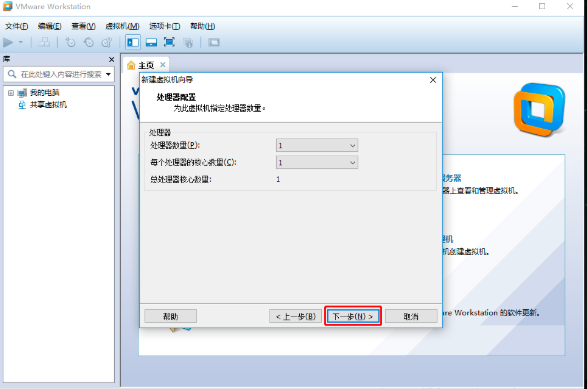 VMware Workstation
文件(F) 编辑(E) 查看(V) 虚拟机(M) 选项卡(T) 帮助(H)
库
在此处键入内容进行搜索
我的电脑
共享虚拟机
主页
新建虚拟机向导
处理器配置
为此虚拟机指定处理器数量。
处理器
处理器数量(P): 1
每个处理器的核心数量(C): 1
总处理器核心数量: 1
服务器
器上查看和管理虚拟机。
机创建虚拟机。
are Workstation 的软件更新。
帮助 < 上一步(B) 下一步(N) > 取消